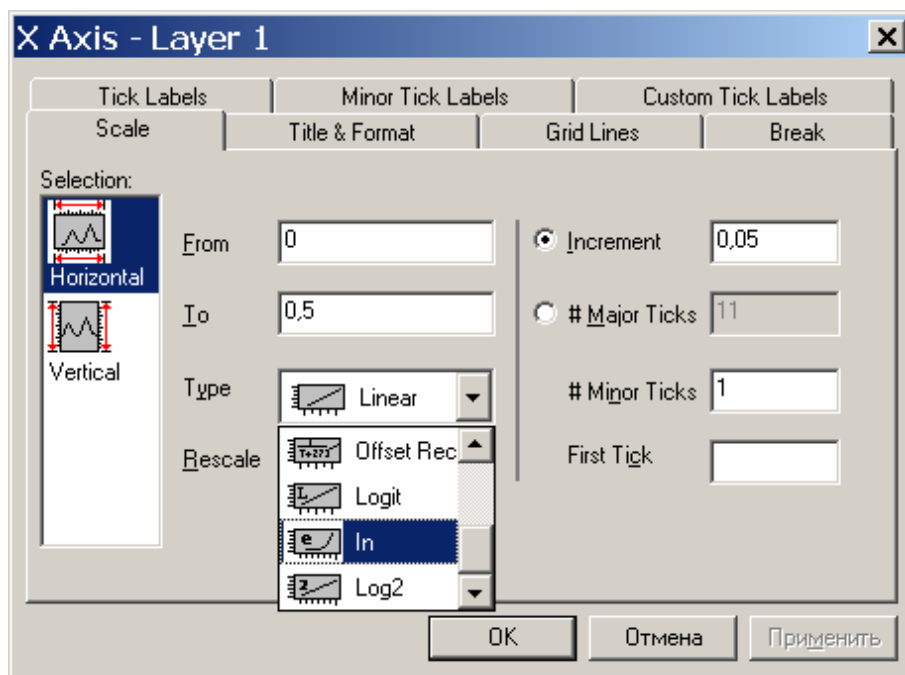 X Axis - Layer 1
Tick Labels
Minor Tick Labels
Custom Tick Labels
Scale
Title & Format
Grid Lines
Break
Selection:
Horizontal
Vertical
From
0
To
0,5
Type
Linear
Rescale
T+273
Offset Rec
L
Logit
e
ln
2
Log2
Increment
0,05
# Major Ticks
11
# Minor Ticks
1
First Tick
OK
Отмена
Применить